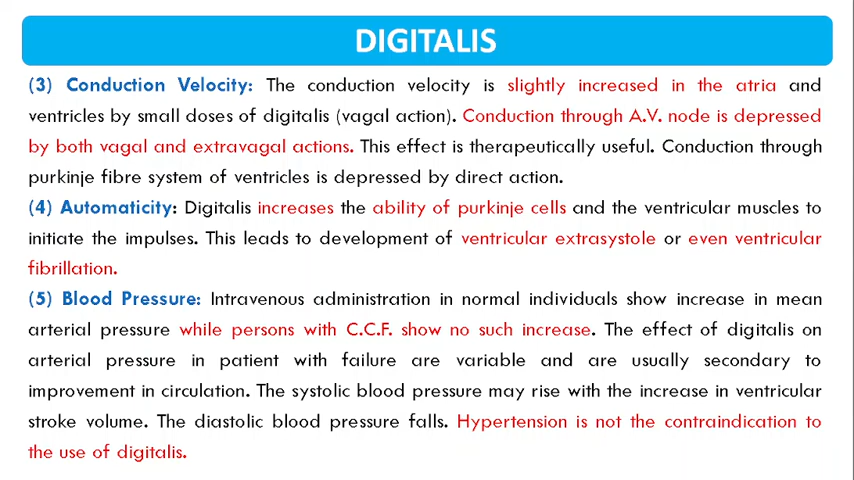 DIGITALIS
(3) Conduction Velocity: The conduction velocity is slightly increased in the atria and
ventricles by small doses of digitalis (vagal action). Conduction through A.V. node is depressed
by both vagal and extravagal actions. This effect is therapeutically useful. Conduction through
purkinje fibre system of ventricles is depressed by direct action.
(4) Automaticity: Digitalis increases the ability of purkinje cells and the ventricular muscles to
initiate the impulses. This leads to development of ventricular extrasystole or even ventricular
fibrillation.
(5) Blood Pressure: Intravenous administration in normal individuals show increase in mean
arterial pressure while persons with C.C.F. show no such increase. The effect of digitalis on
arterial pressure in patient with failure are variable and are usually secondary to
improvement in circulation. The systolic blood pressure may rise with the increase in ventricular
stroke volume. The diastolic blood pressure falls. Hypertension is not the contraindication to
the use of digitalis.